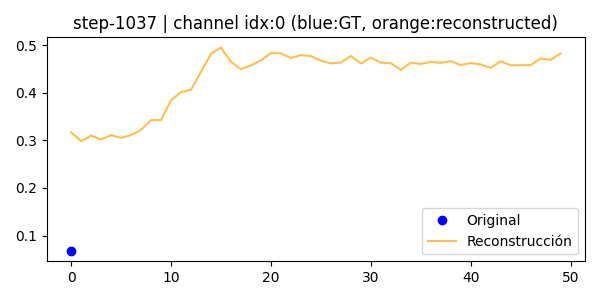 step-1037 | channel idx:0 (blue:GT, orange:reconstructed)
0.5
0.4
0.3
0.2
0.1
Original
Reconstrucción
0 10 20 30 40 50